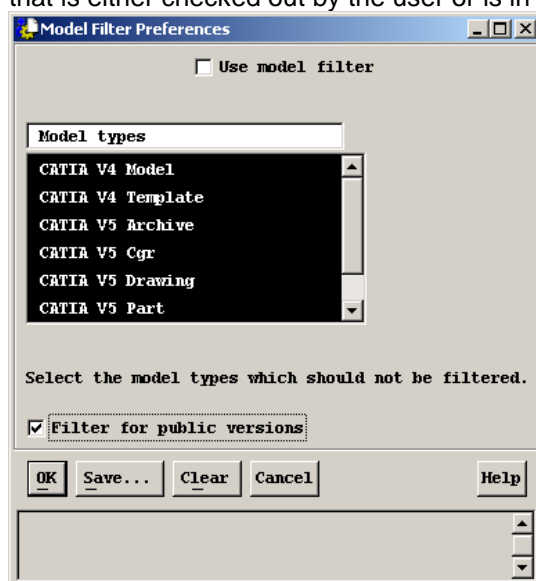 that is either checked out by the user or is in
Model Filter Preferences
Use model filter
Model types
CATIA V4 Model
CATIA V4 Template
CATIA V5 Archive
CATIA V5 Cgr
CATIA V5 Drawing
CATIA V5 Part
Select the model types which should not be filtered.
Filter for public versions
OK Save... Clear Cancel Help